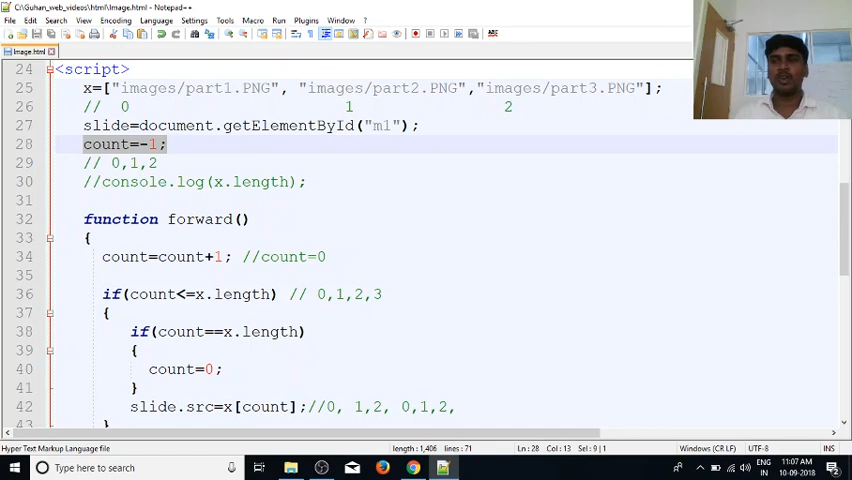 C:\Guhan_web_videos\html\Image.html - Notepad++
File Edit Search View Encoding Language Settings Tools Macro Run Plugins Window ?
Image.html
24 <script>
25 x=["images/part1.PNG", "images/part2.PNG","images/part3.PNG"];
26 // 0 1 2
27 slide=document.getElementById("m1");
28 count=-1;
29 // 0,1,2
30 //console.log(x.length);
31
32 function forward()
33 {
34 count=count+1; //count=0
35
36 if(count<=x.length) // 0,1,2,3
37 {
38 if(count==x.length)
39 {
40 count=0;
41 }
42 slide.src=x[count];//0, 1,2, 0,1,2,
43 }
Hyper Text Markup Language file length : 1,406 lines : 71 Ln : 28 Col : 13 Sel : 9 | 1 Windows (CR LF) UTF-8 INS
Type here to search
ENG
IN
11:07 AM
10-09-2018